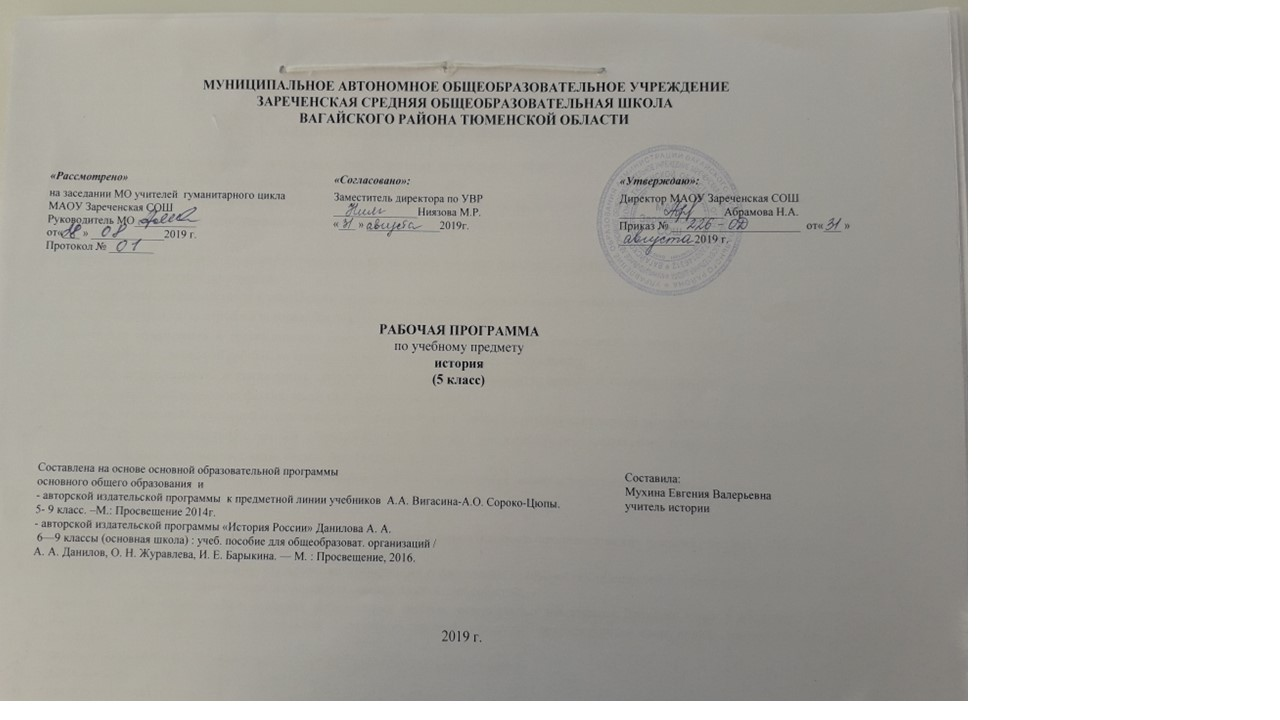 МУНИЦИПАЛЬНОЕ АВТОНОМНОЕ ОБЩЕОБРАЗОВАТЕЛЬНОЕ УЧРЕЖДЕНИЕ
ЗАРЕЧЕНСКАЯ СРЕДНЯЯ ОБЩЕОБРАЗОВАТЕЛЬНАЯ ШКОЛА
ВАГАЙСКОГО РАЙОНА ТЮМЕНСКОЙ ОБЛАСТИ
«Рассмотрено»
на заседании МО учителей гуманитарного цикла
МАОУ Зареченская СОШ
Руководитель МО
от« 28 » 08 2019 г.
Протокол № 01
«Согласовано»:
Заместитель директора по УВР
Ниязова М.Р.
« 31 » августа 2019г.
«Утверждаю»:
Директор МАОУ Зареченская СОШ
Абрамова Н.А.
Приказ № 226 - ОД от« 31 »
августа 2019 г.
РАБОЧАЯ ПРОГРАММА
по учебному предмету
история
(5 класс)
Составлена на основе основной образовательной программы
основного общего образования и
- авторской издательской программы к предметной линии учебников А.А. Вигасина-А.О. Сороко-Цюпы.
5- 9 класс. –М.: Просвещение 2014г.
- авторской издательской программы «История России» Данилова А. А.
6—9 классы (основная школа) : учеб. пособие для общеобразоват. организаций /
А. А. Данилов, О. Н. Журавлева, И. Е. Барыкина. — М. : Просвещение, 2016.
Составила:
Мухина Евгения Валерьевна
учитель истории
2019 г.